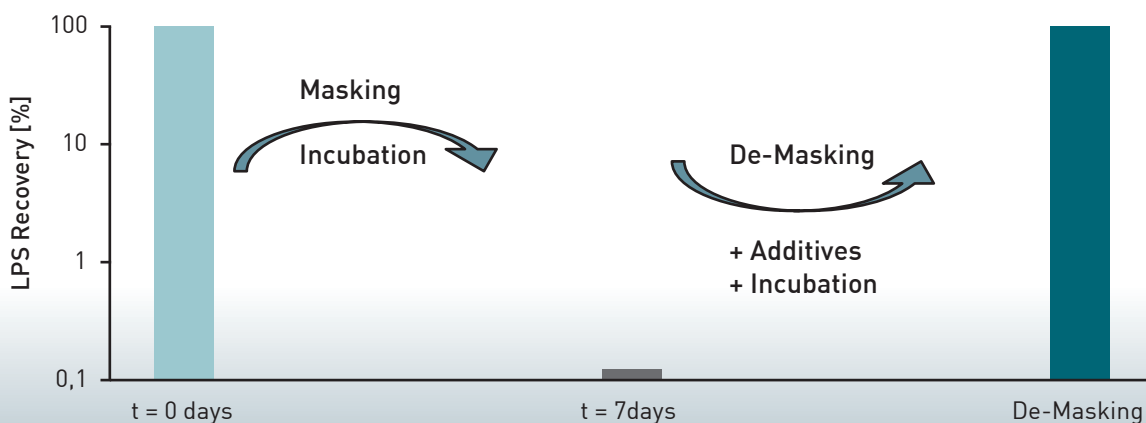 LPS Recovery [%]
100
10
1
0,1
Masking
Incubation
De-Masking
+ Additives
+ Incubation
t = 0 days
t = 7days
De-Masking